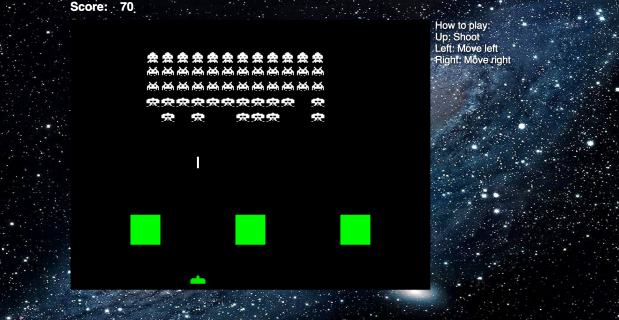 Score: 70
How to play:
Up: Shoot
Left: Move left
Right: Move right